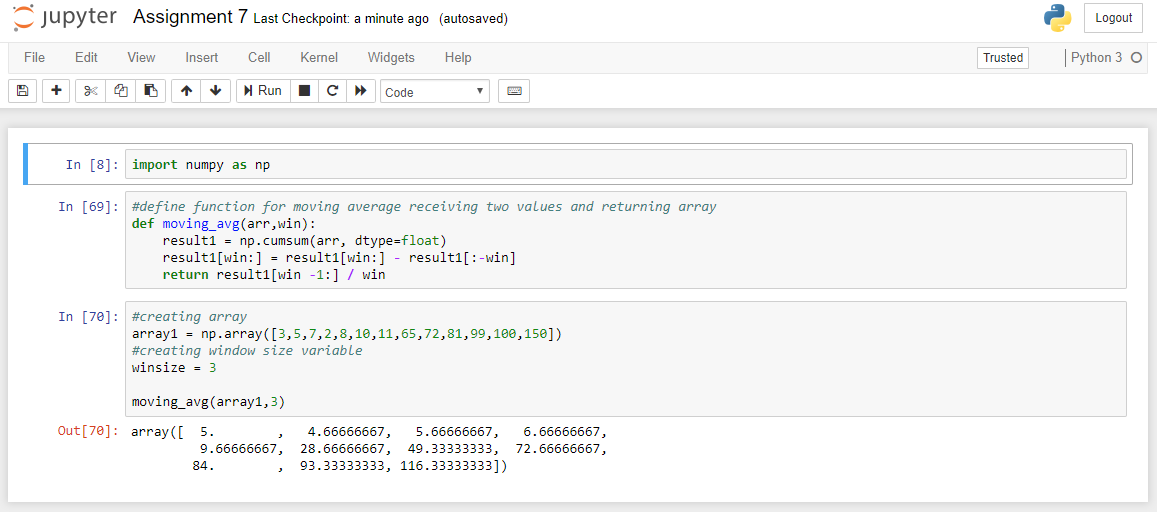 jupyter Assignment 7 Last Checkpoint: a minute ago (autosaved) Logout
File Edit View Insert Cell Kernel Widgets Help Trusted Python 3
Run Code
In [8]: import numpy as np
In [69]: #define function for moving average receiving two values and returning array
def moving_avg(arr,win):
    result1 = np.cumsum(arr, dtype=float)
    result1[win:] = result1[win:] - result1[:-win]
    return result1[win -1:] / win
In [70]: #creating array
array1 = np.array([3,5,7,2,8,10,11,65,72,81,99,100,150])
#creating window size variable
winsize = 3
moving_avg(array1,3)
Out[70]: array([  5.        ,   4.66666667,   5.66666667,   6.66666667,
         9.66666667,  28.66666667,  49.33333333,  72.66666667,
        84.        ,  93.33333333, 116.33333333])